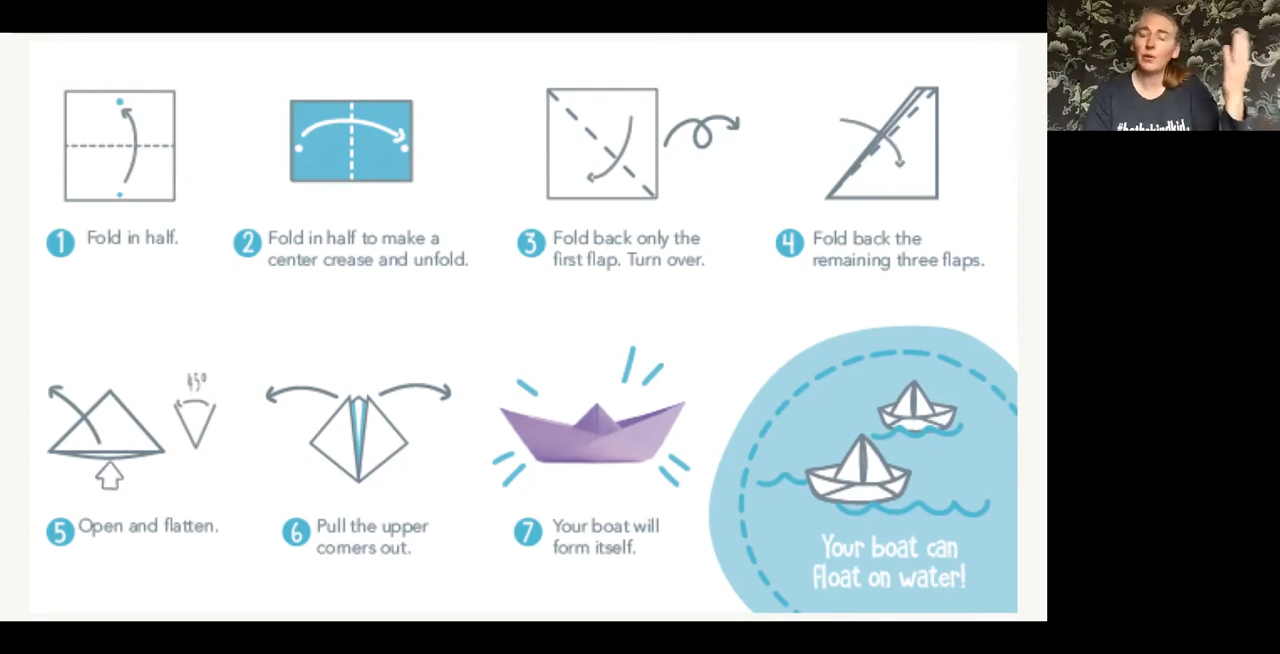 1 Fold in half.
2 Fold in half to make a
center crease and unfold.
3 Fold back only the
first flap. Turn over.
4 Fold back the
remaining three flaps.
45°
5 Open and flatten.
6 Pull the upper
corners out.
7 Your boat will
form itself.
Your boat can
float on water!
#bethekindkid